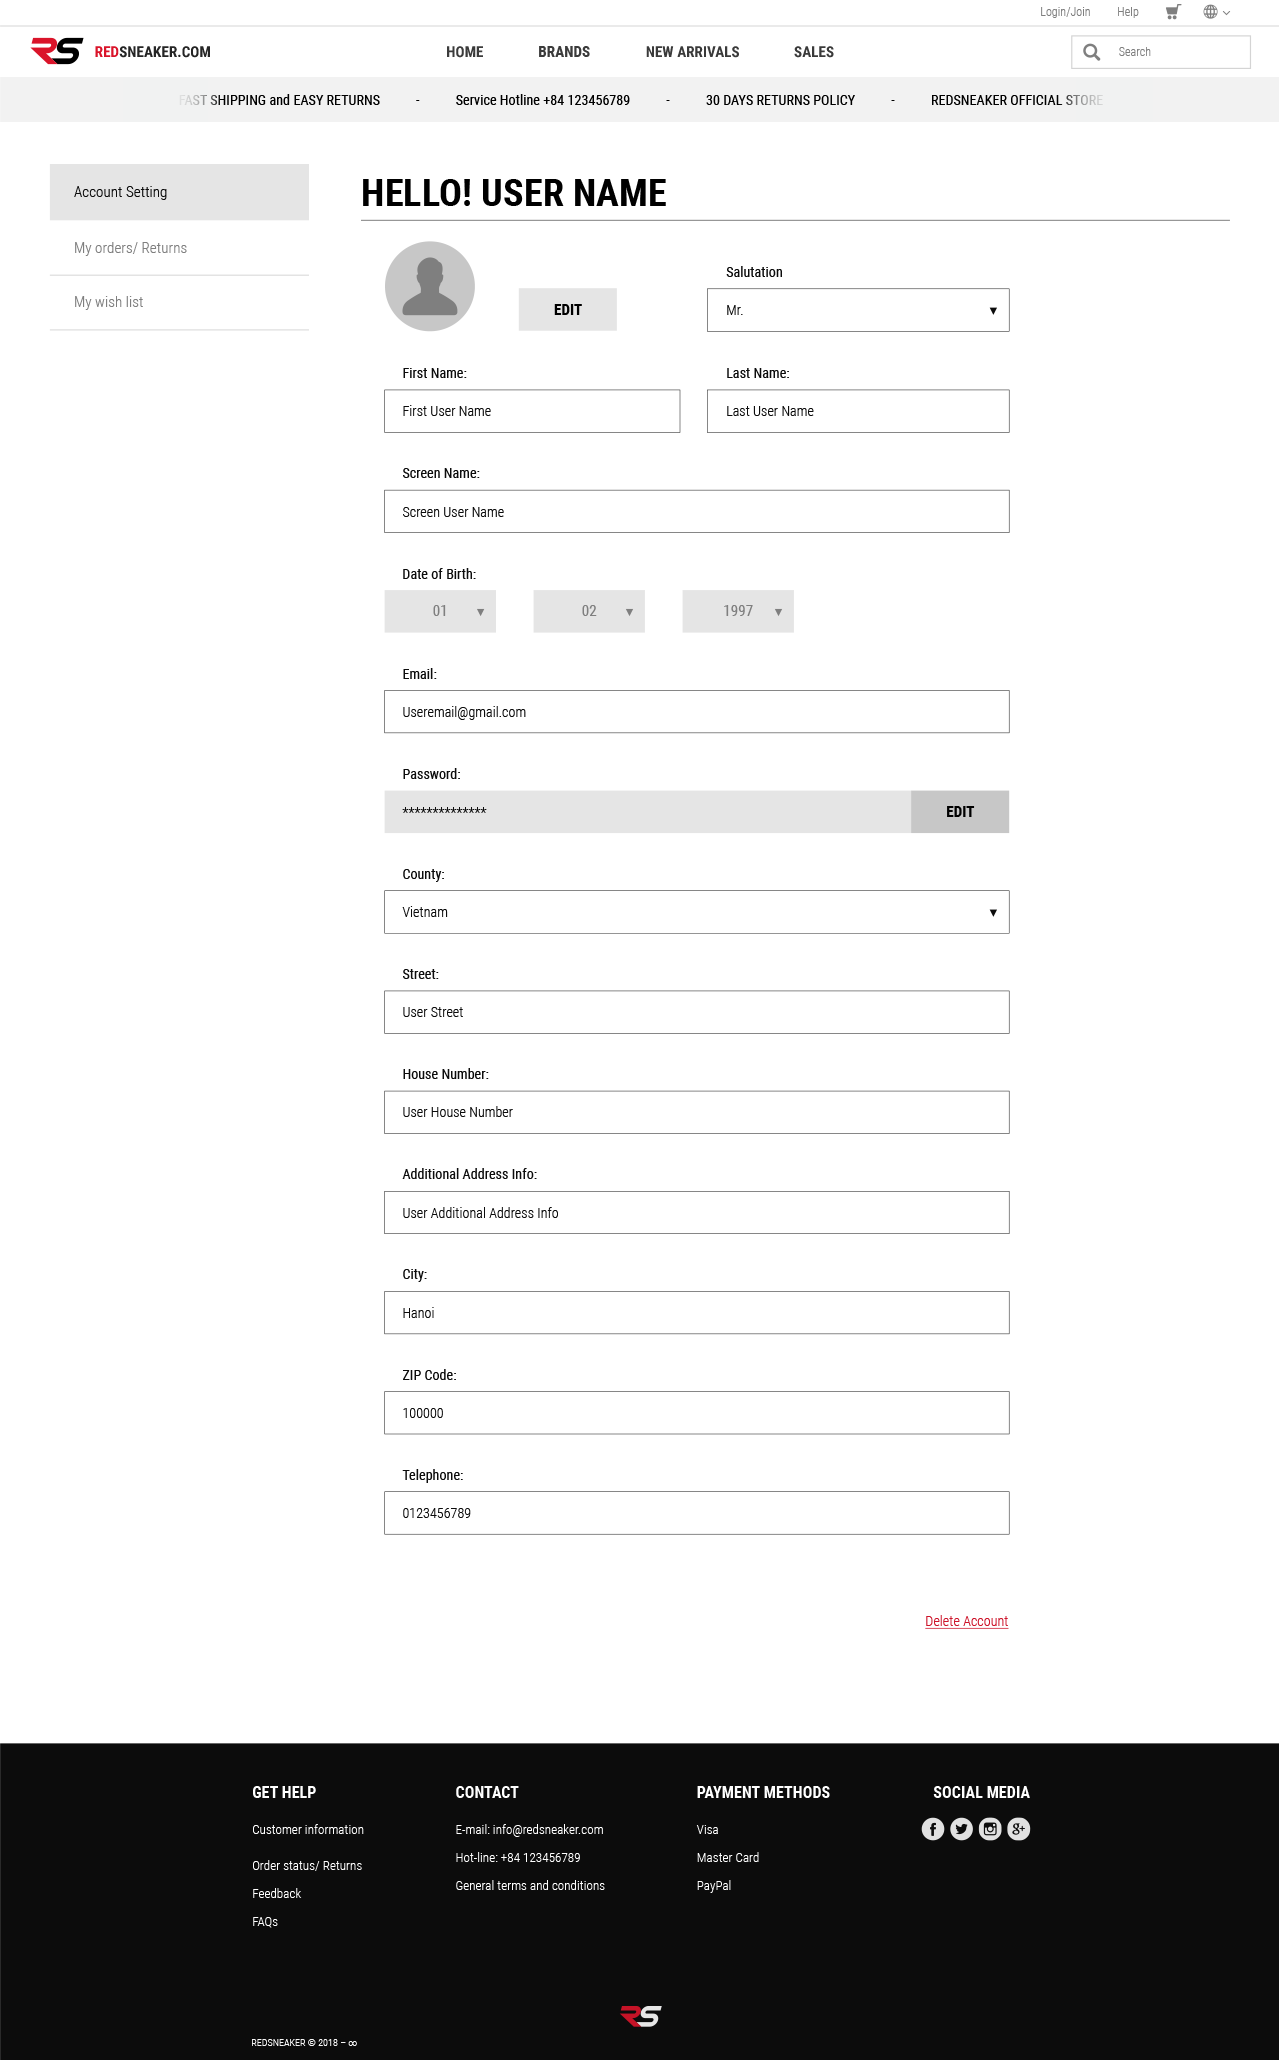 Login/Join Help
RS REDSNEAKER.COM HOME BRANDS NEW ARRIVALS SALES Search
FAST SHIPPING and EASY RETURNS - Service Hotline +84 123456789 - 30 DAYS RETURNS POLICY - REDSNEAKER OFFICIAL STORE
Account Setting
My orders/ Returns
My wish list
HELLO! USER NAME
EDIT
Salutation
Mr. ▼
First Name: Last Name:
First User Name Last User Name
Screen Name:
Screen User Name
Date of Birth:
01 ▼ 02 ▼ 1997 ▼
Email:
Useremail@gmail.com
Password:
************** EDIT
County:
Vietnam ▼
Street:
User Street
House Number:
User House Number
Additional Address Info:
User Additional Address Info
City:
Hanoi
ZIP Code:
100000
Telephone:
0123456789
Delete Account
GET HELP
Customer information
Order status/ Returns
Feedback
FAQs
CONTACT
E-mail: info@redsneaker.com
Hot-line: +84 123456789
General terms and conditions
PAYMENT METHODS
Visa
Master Card
PayPal
SOCIAL MEDIA
RS
REDSNEAKER © 2018 – ∞